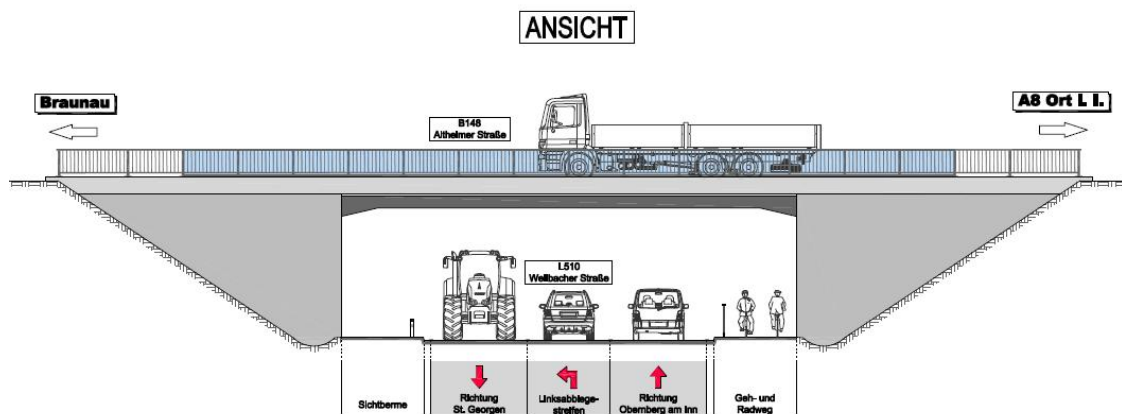 ANSICHT
Braunau
A8 Ort I. I.
B148
Altheimer Straße
L510
Weilbacher Straße
Sichtberme
Richtung
St. Georgen
Linksabbiege-
streifen
Richtung
Obernberg am Inn
Geh- und
Radweg